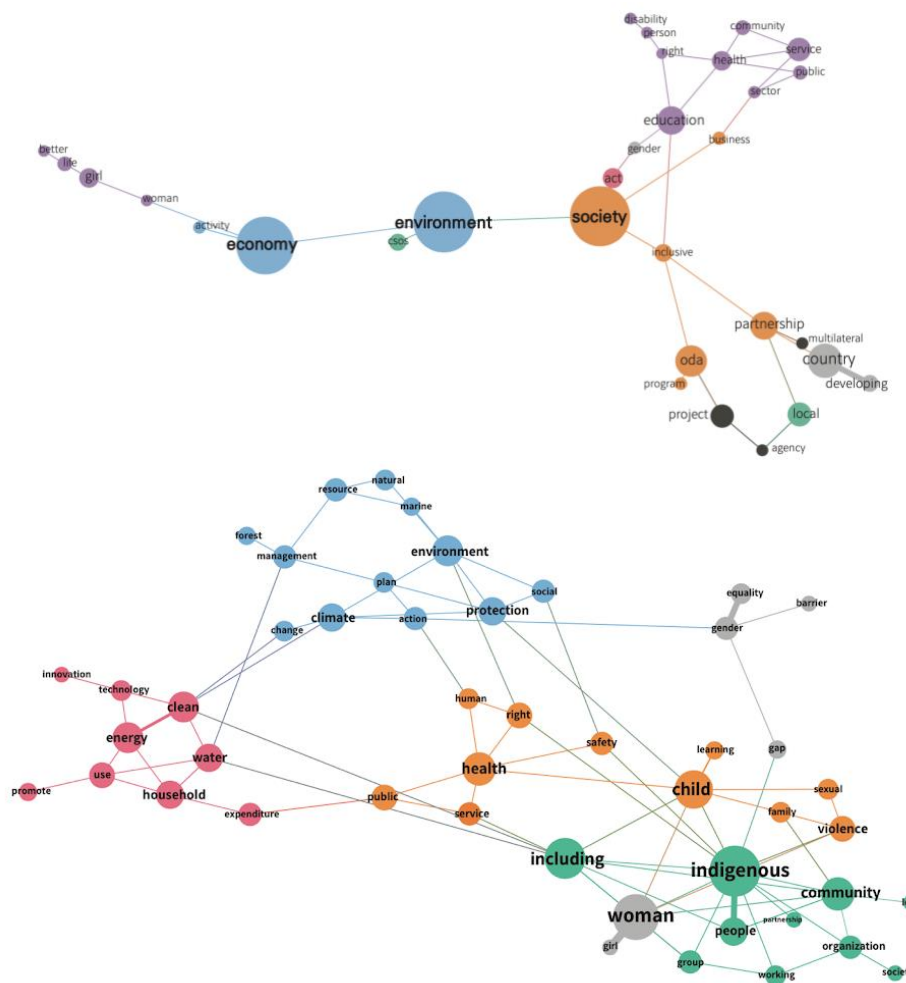 disability
person
community
right
health
service
public
sector
education
business
better
life
girl
gender
act
woman
activity
economy
environment
csos
society
inclusive
partnership
multilateral
country
developing
oda
program
project
local
agency
natural
resource
marine
forest
management
environment
plan
social
equality
barrier
climate
action
protection
gender
change
innovation
technology
clean
human
right
energy
water
safety
learning
gap
health
use
promote
household
public
child
sexual
expenditure
service
family
violence
including
indigenous
community
woman
people
partnership
girl
group
working
organization
societ